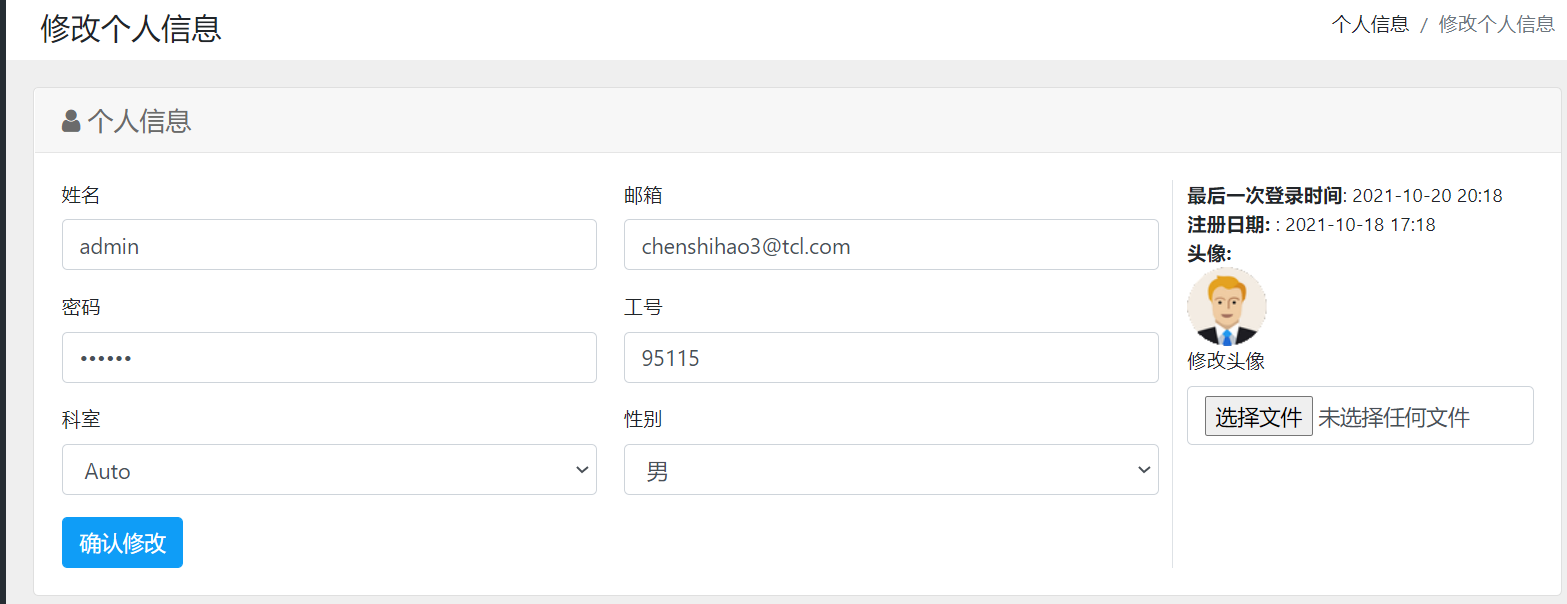 修改个人信息
个人信息 / 修改个人信息
个人信息
姓名
admin
邮箱
chenshihao3@tcl.com
密码
••••••
工号
95115
科室
Auto
性别
男
确认修改
最后一次登录时间: 2021-10-20 20:18
注册日期: : 2021-10-18 17:18
头像:
修改头像
选择文件 未选择任何文件